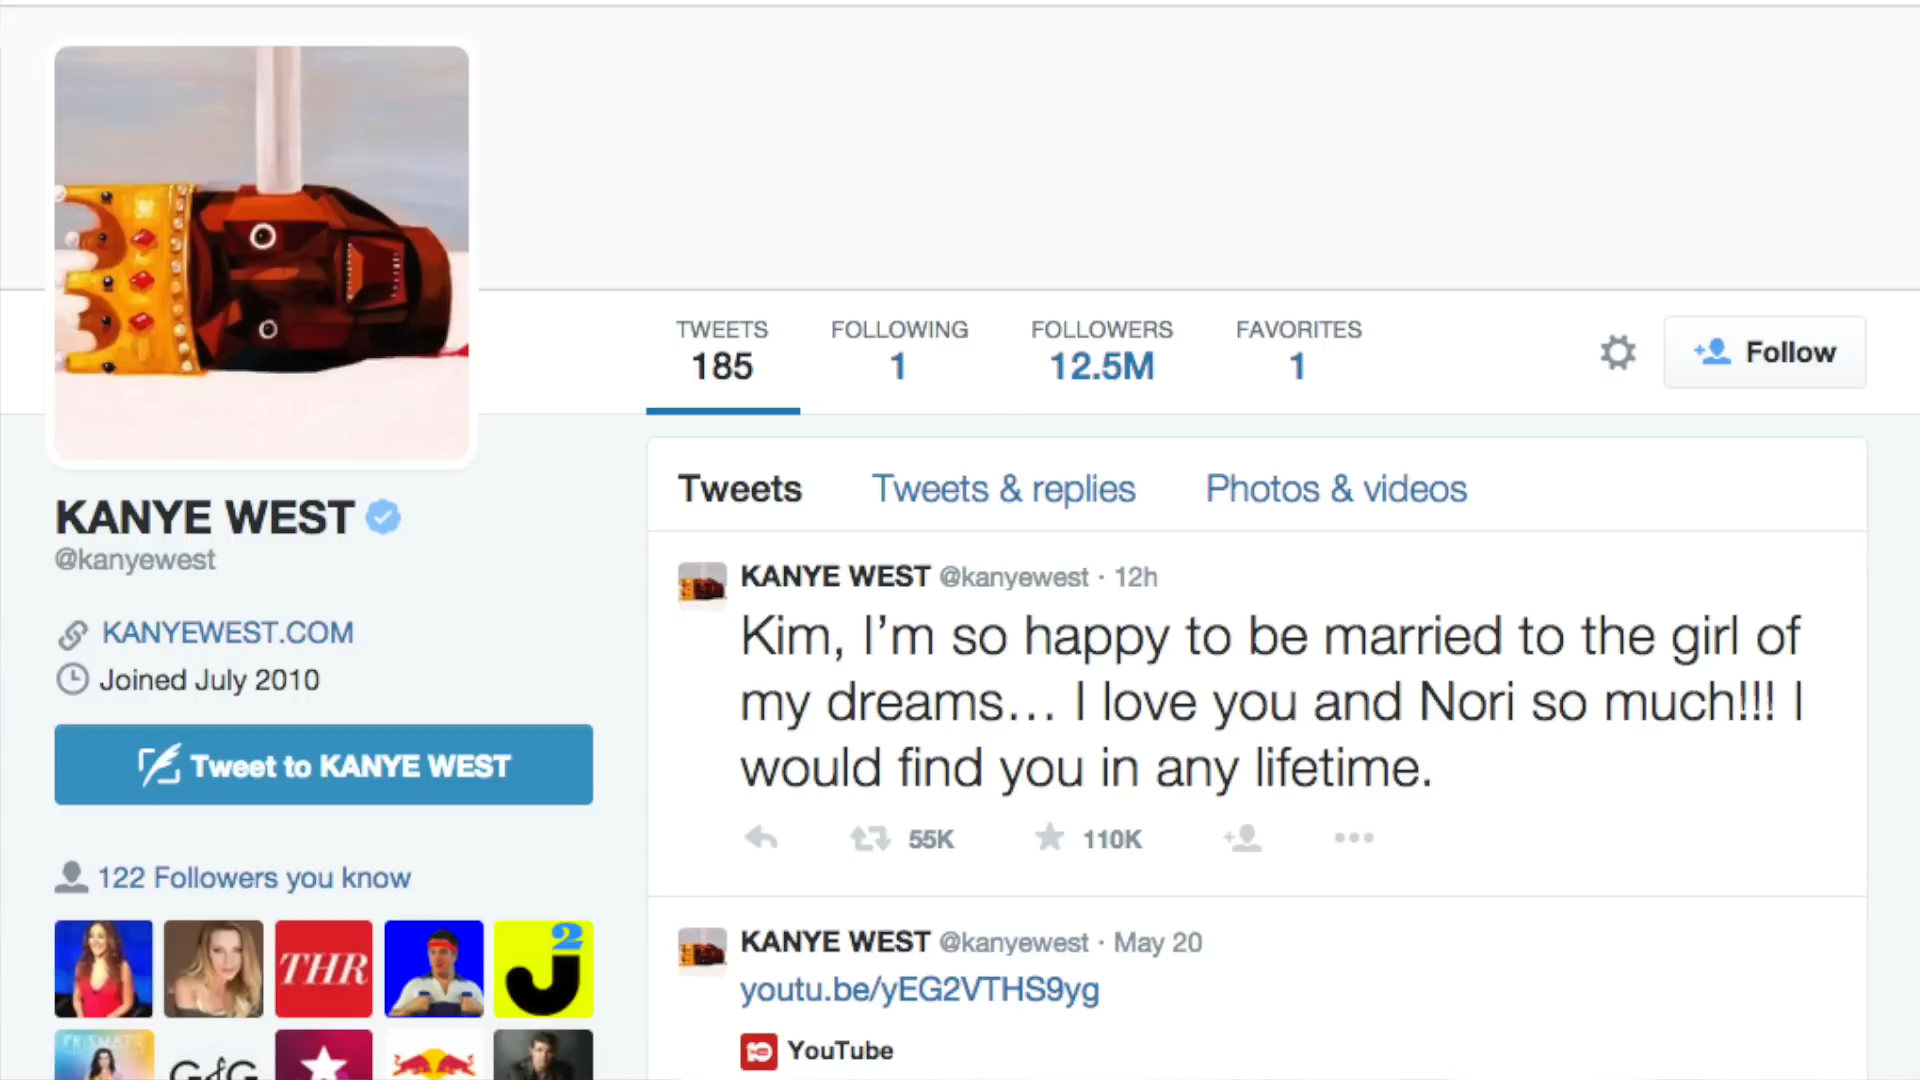 TWEETS
185
FOLLOWING
1
FOLLOWERS
12.5M
FAVORITES
1
Follow
KANYE WEST
@kanyewest
KANYEWEST.COM
Joined July 2010
Tweet to KANYE WEST
122 Followers you know
THR
J2
G&G
Tweets
Tweets & replies
Photos & videos
KANYE WEST @kanyewest · 12h
Kim, I'm so happy to be married to the girl of
my dreams… I love you and Nori so much!!! I
would find you in any lifetime.
55K
110K
KANYE WEST @kanyewest · May 20
youtu.be/yEG2VTHS9yg
YouTube